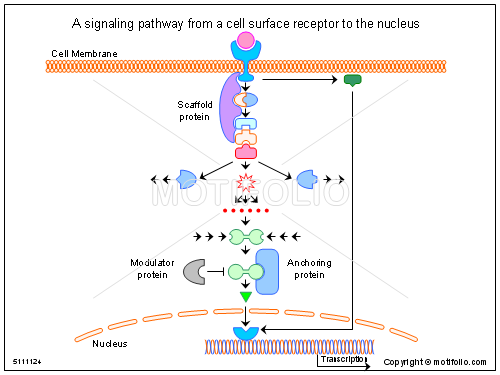 A signaling pathway from a cell surface receptor to the nucleus
Cell Membrane
Scaffold
protein
MOTIFOLIO
Modulator
protein
Anchoring
protein
Nucleus
Transcription
5111124
Copyright © motifolio.com